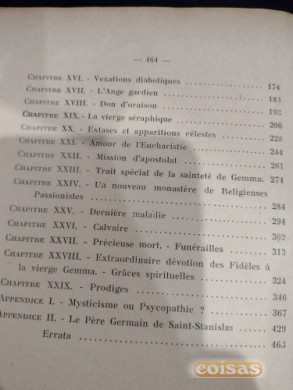 — 464 —
CHAPITRE XVI. - Vexations diaboliques 174
CHAPITRE XVII. - L'Ange gardien 183
CHAPITRE XVIII. - Don d'oraison 193
CHAPITRE XIX. - La vierge séraphique 206
CHAPITRE XX. - Extases et apparitions célestes 228
CHAPITRE XXI. - Amour de l'Eucharistie 244
CHAPITRE XXII. - Mission d'apostolat 261
CHAPITRE XXIII. - Trait spécial de la sainteté de Gemma. 274
CHAPITRE XXIV. - Un nouveau monastère de Religieuses
Passionistes 284
CHAPITRE XXV. - Dernière maladie 294
CHAPITRE XXVI. - Calvaire 302
CHAPITRE XXVII. - Précieuse mort. - Funérailles 313
CHAPITRE XXVIII. - Extraordinaire dévotion des Fidèles à
la vierge Gemma. - Grâces spirituelles 324
CHAPITRE XXIX. - Prodiges 346
APPENDICE I. - Mysticisme ou Psycopathie ? 367
APPENDICE II. - Le Père Germain de Saint-Stanislas 429
Errata 463
coisas